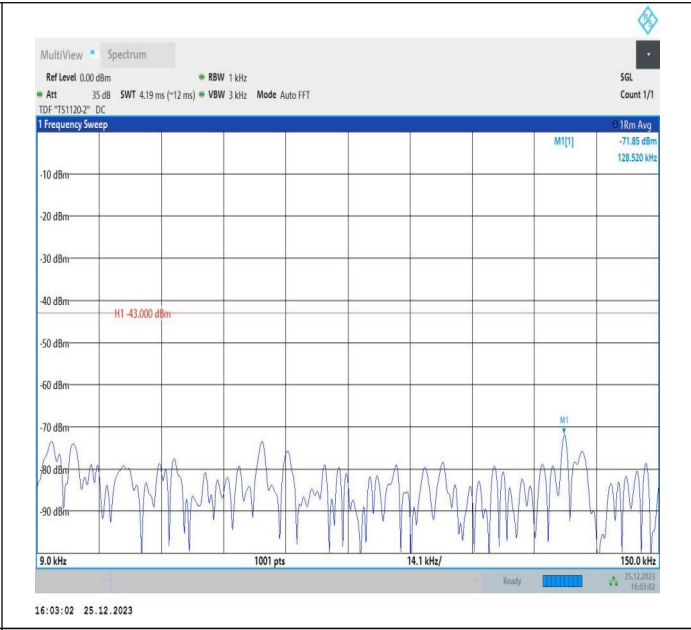 R S
MultiView Spectrum
Ref Level 0.00 dBm RBW 1 kHz SGL
Att 35 dB SWT 4.19 ms (~12 ms) VBW 3 kHz Mode Auto FFT Count 1/1
TDF "TS1120-2" DC
1 Frequency Sweep 1Rm Avg
M1[1] -71.85 dBm
128.520 kHz
-10 dBm
-20 dBm
-30 dBm
-40 dBm
H1 -43.000 dBm
-50 dBm
-60 dBm
-70 dBm
M1
-80 dBm
-90 dBm
9.0 kHz 1001 pts 14.1 kHz/ 150.0 kHz
Ready 25.12.2023
16:03:02
16:03:02 25.12.2023